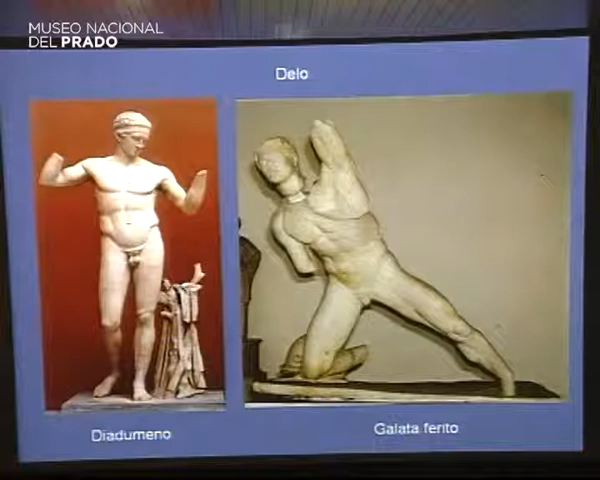 MUSEO NACIONAL
DEL PRADO
Delo
Diadumeno
Galata ferito